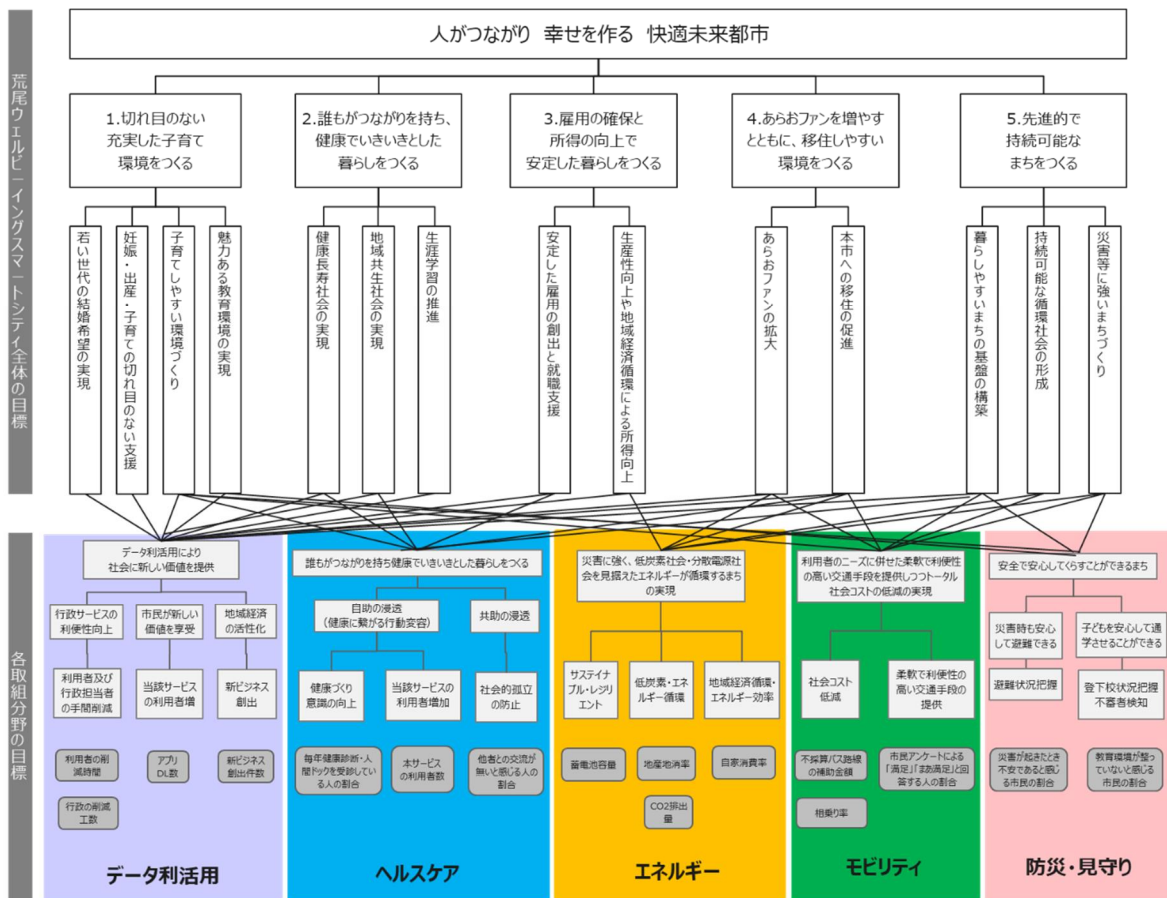 荒尾ウェルビーイングスマートシティ全体の目標
人がつながり 幸せを作る 快適未来都市
1.切れ目のない
充実した子育て
環境をつくる
2.誰もがつながりを持ち、
健康でいきいきとした
暮らしをつくる
3.雇用の確保と
所得の向上で
安定した暮らしをつくる
4.あらおファンを増やす
とともに、移住しやすい
環境をつくる
5.先進的で
持続可能な
まちをつくる
若い世代の結婚希望の実現
妊娠・出産・子育ての切れ目のない支援
子育てしやすい環境づくり
魅力ある教育環境の実現
健康長寿社会の実現
地域共生社会の実現
生涯学習の推進
安定した雇用の創出と就職支援
生産性向上や地域経済循環による所得向上
あらおファンの拡大
本市への移住の促進
暮らしやすいまちの基盤の構築
持続可能な循環社会の形成
災害等に強いまちづくり
各取組分野の目標
データ利活用により
社会に新しい価値を提供
行政サービスの
利便性向上
市民が新しい
価値を享受
地域経済
の活性化
利用者及び
行政担当者
の手間削減
当該サービス
の利用者増
新ビジネス
創出
利用者の削
減時間
アプリ
DL数
新ビジネス
創出件数
行政の削減
工数
データ利活用
誰もがつながりを持ち健康でいきいきとした暮らしをつくる
自助の浸透
（健康に繋がる行動変容）
共助の浸透
健康づくり
意識の向上
当該サービス
の利用者増加
社会的孤立
の防止
毎年健康診断・人
間ドックを受診してい
る人の割合
本サービス
の利用者数
他者との交流が
無いと感じる人の
割合
ヘルスケア
災害に強く、低炭素社会・分散電源社
会を見据えたエネルギーが循環するまち
の実現
サステイ
ナブル・レジリ
エント
低炭素・エネ
ルギー循環
地域経済循環・
エネルギー効率
蓄電池容量
地産地消率
自家消費率
CO2排出
量
エネルギー
利用者のニーズに併せた柔軟で利便性
の高い交通手段を提供しつつトータル
社会コストの低減の実現
社会コスト
低減
柔軟で利便性の
高い交通手段の
提供
不採算バス路線
の補助金額
市民アンケートによる
「満足」「まあ満足」と回
答する人の割合
相乗り率
モビリティ
安全で安心してくらすことができるまち
災害時も安心
して避難できる
子どもを安心して通
学させることができる
避難状況把握
登下校状況把握
不審者検知
災害が起きたとき
不安であると感じ
る市民の割合
教育環境が整っ
ていないと感じる
市民の割合
防災・見守り